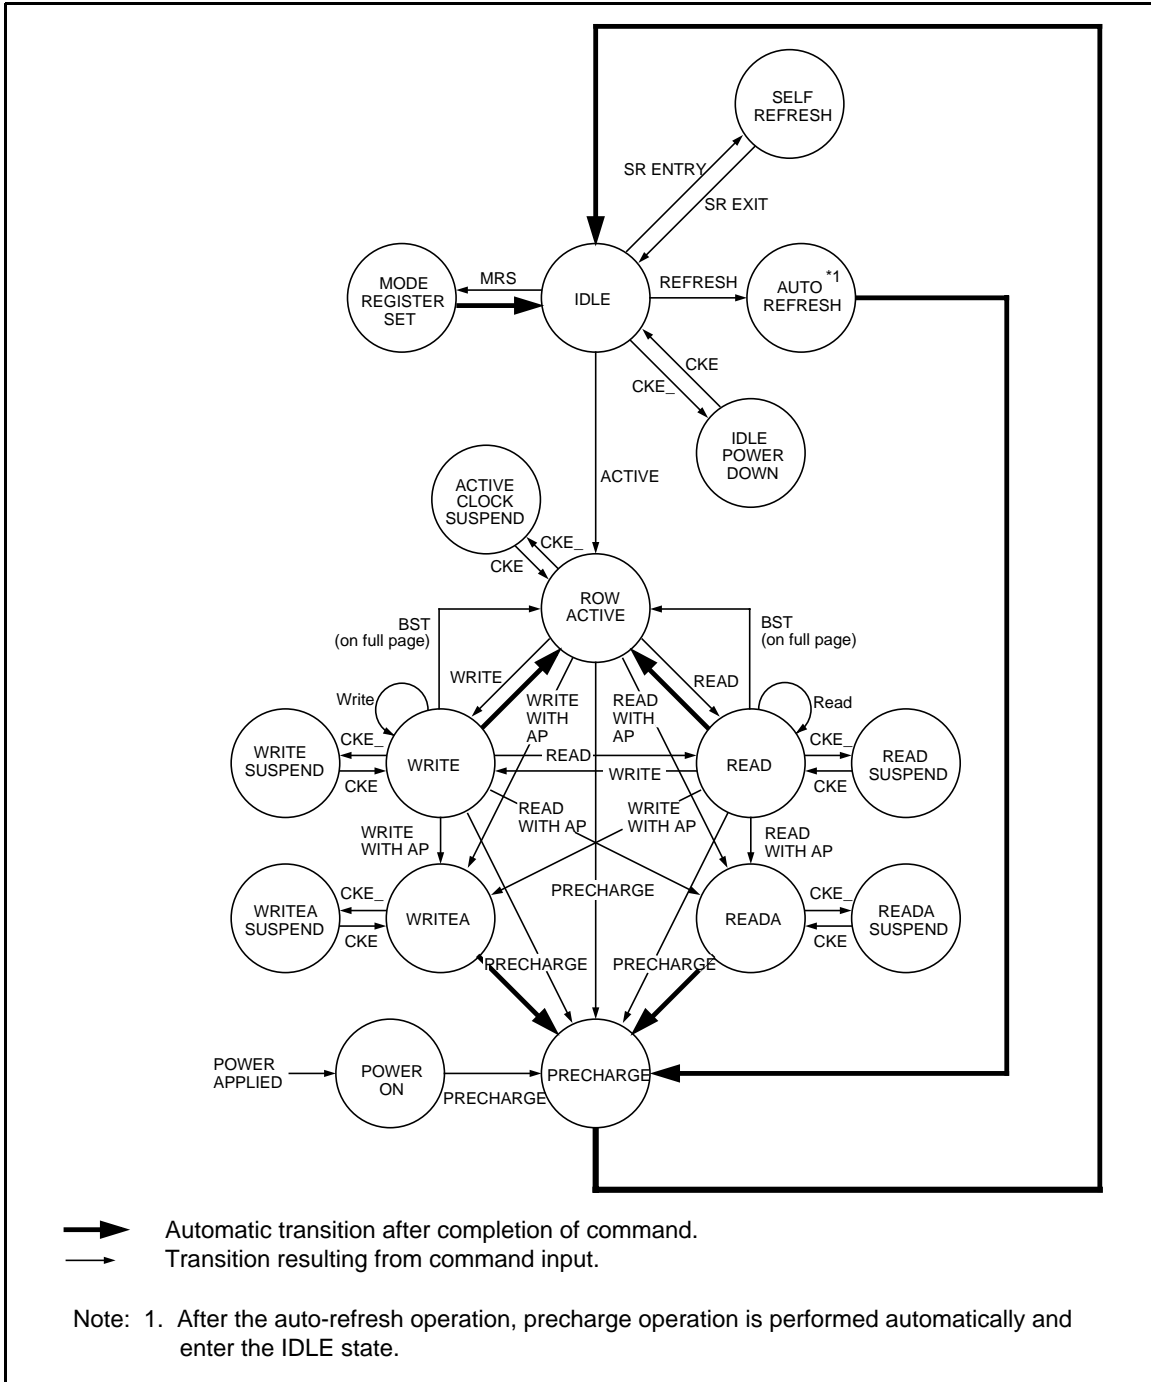 SELF
REFRESH
SR ENTRY
SR EXIT
MODE
REGISTER
SET
MRS
IDLE
REFRESH
AUTO *1
REFRESH
CKE
CKE_
IDLE
POWER
DOWN
ACTIVE
ACTIVE
CLOCK
SUSPEND
CKE_
CKE
ROW
ACTIVE
BST
(on full page)
BST
(on full page)
WRITE
READ
WRITE
WITH
AP
READ
WITH
AP
Write
Read
WRITE
SUSPEND
CKE_
CKE
WRITE
READ
WRITE
READ
CKE_
CKE
READ
SUSPEND
READ
WITH AP
WRITE
WITH AP
WRITE
WITH AP
READ
WITH AP
PRECHARGE
WRITEA
SUSPEND
CKE_
CKE
WRITEA
READA
CKE_
CKE
READA
SUSPEND
PRECHARGE
PRECHARGE
POWER
APPLIED
POWER
ON
PRECHARGE
PRECHARGE
Automatic transition after completion of command.
Transition resulting from command input.
Note: 1. After the auto-refresh operation, precharge operation is performed automatically and
enter the IDLE state.